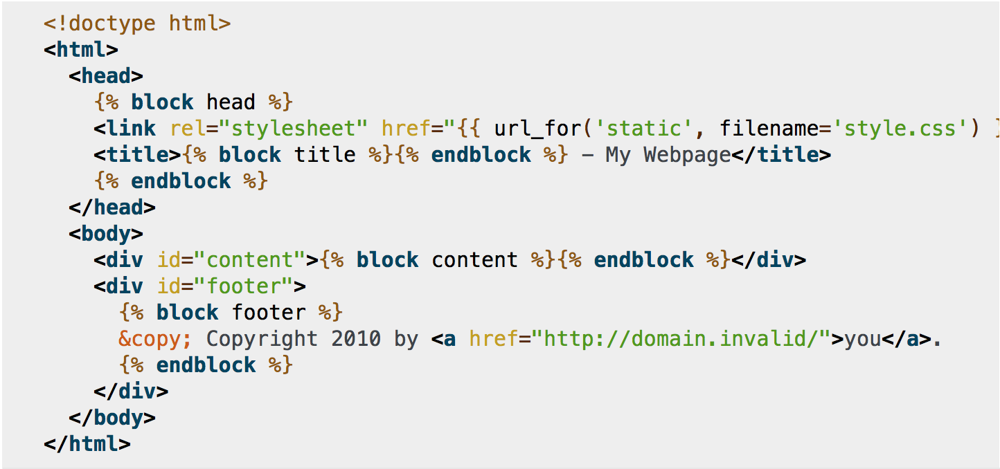 <!doctype html>
<html>
  <head>
    {% block head %}
    <link rel="stylesheet" href="{{ url_for('static', filename='style.css') }
    <title>{% block title %}{% endblock %} - My Webpage</title>
    {% endblock %}
  </head>
  <body>
    <div id="content">{% block content %}{% endblock %}</div>
    <div id="footer">
      {% block footer %}
      &copy; Copyright 2010 by <a href="http://domain.invalid/">you</a>.
      {% endblock %}
    </div>
  </body>
</html>